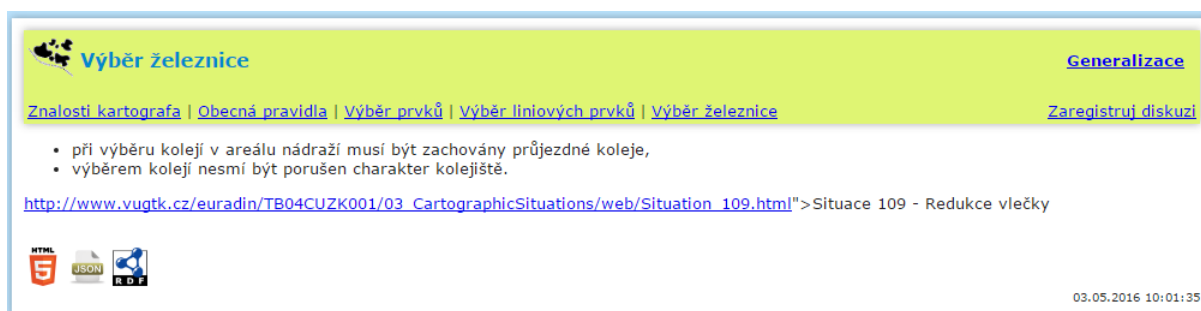 Výběr železnice
Generalizace
Znalosti kartografa | Obecná pravidla | Výběr prvků | Výběr liniových prvků | Výběr železnice
Zaregistruj diskuzi
• při výběru kolejí v areálu nádraží musí být zachovány průjezdné koleje,
• výběrem kolejí nesmí být porušen charakter kolejiště.
http://www.vugtk.cz/euradin/TB04CUZK001/03_CartographicSituations/web/Situation_109.html">Situace 109 - Redukce vlečky
HTML 5 JSON RDF
03.05.2016 10:01:35